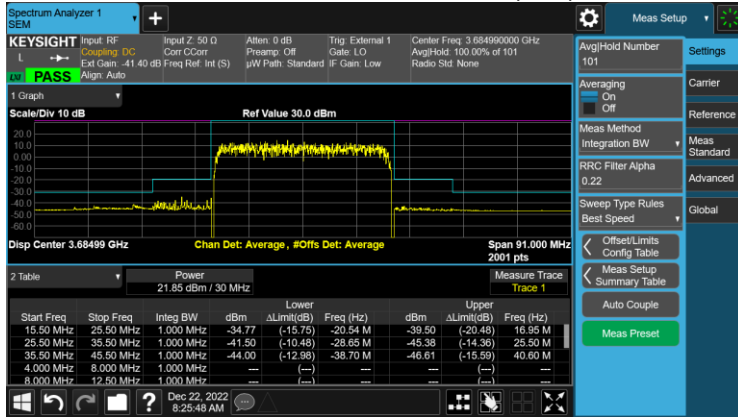 Spectrum Analyzer 1
SEM
Meas Setup
KEYSIGHT
L
LXI
PASS
Input: RF
Coupling: DC
Ext Gain: -41.40 dB
Align: Auto
Input Z: 50 Ω
Corr CCorr
Freq Ref: Int (S)
Atten: 0 dB
Preamp: Off
µW Path: Standard
Trig: External 1
Gate: LO
IF Gain: Low
Center Freq: 3.684990000 GHz
Avg|Hold: 100.00% of 101
Radio Std: None
1 Graph
Scale/Div 10 dB
Ref Value 30.0 dBm
20.0
10.0
0.00
-10.0
-20.0
-30.0
-40.0
-50.0
-60.0
Disp Center 3.68499 GHz
Chan Det: Average , #Offs Det: Average
Span 91.000 MHz
2001 pts
2 Table
Power
21.85 dBm / 30 MHz
Measure Trace
Trace 1
Lower Upper
Start Freq Stop Freq Integ BW dBm ΔLimit(dB) Freq (Hz) dBm ΔLimit(dB) Freq (Hz)
15.50 MHz 25.50 MHz 1.000 MHz -34.77 (-15.75) -20.54 M -39.50 (-20.48) 16.95 M
25.50 MHz 35.50 MHz 1.000 MHz -41.50 (-10.48) -28.65 M -45.38 (-14.36) 25.50 M
35.50 MHz 45.50 MHz 1.000 MHz -44.00 (-12.98) -38.70 M -46.61 (-15.59) 40.60 M
4.000 MHz 8.000 MHz 1.000 MHz --- (---) --- (---)
8.000 MHz 12.50 MHz 1.000 MHz --- (---) --- (---)
Dec 22, 2022
8:25:48 AM
?
Avg|Hold Number
101
Averaging
On
Off
Meas Method
Integration BW
RRC Filter Alpha
0.22
Sweep Type Rules
Best Speed
Offset/Limits
Config Table
Meas Setup
Summary Table
Auto Couple
Meas Preset
Settings
Carrier
Reference
Meas
Standard
Advanced
Global